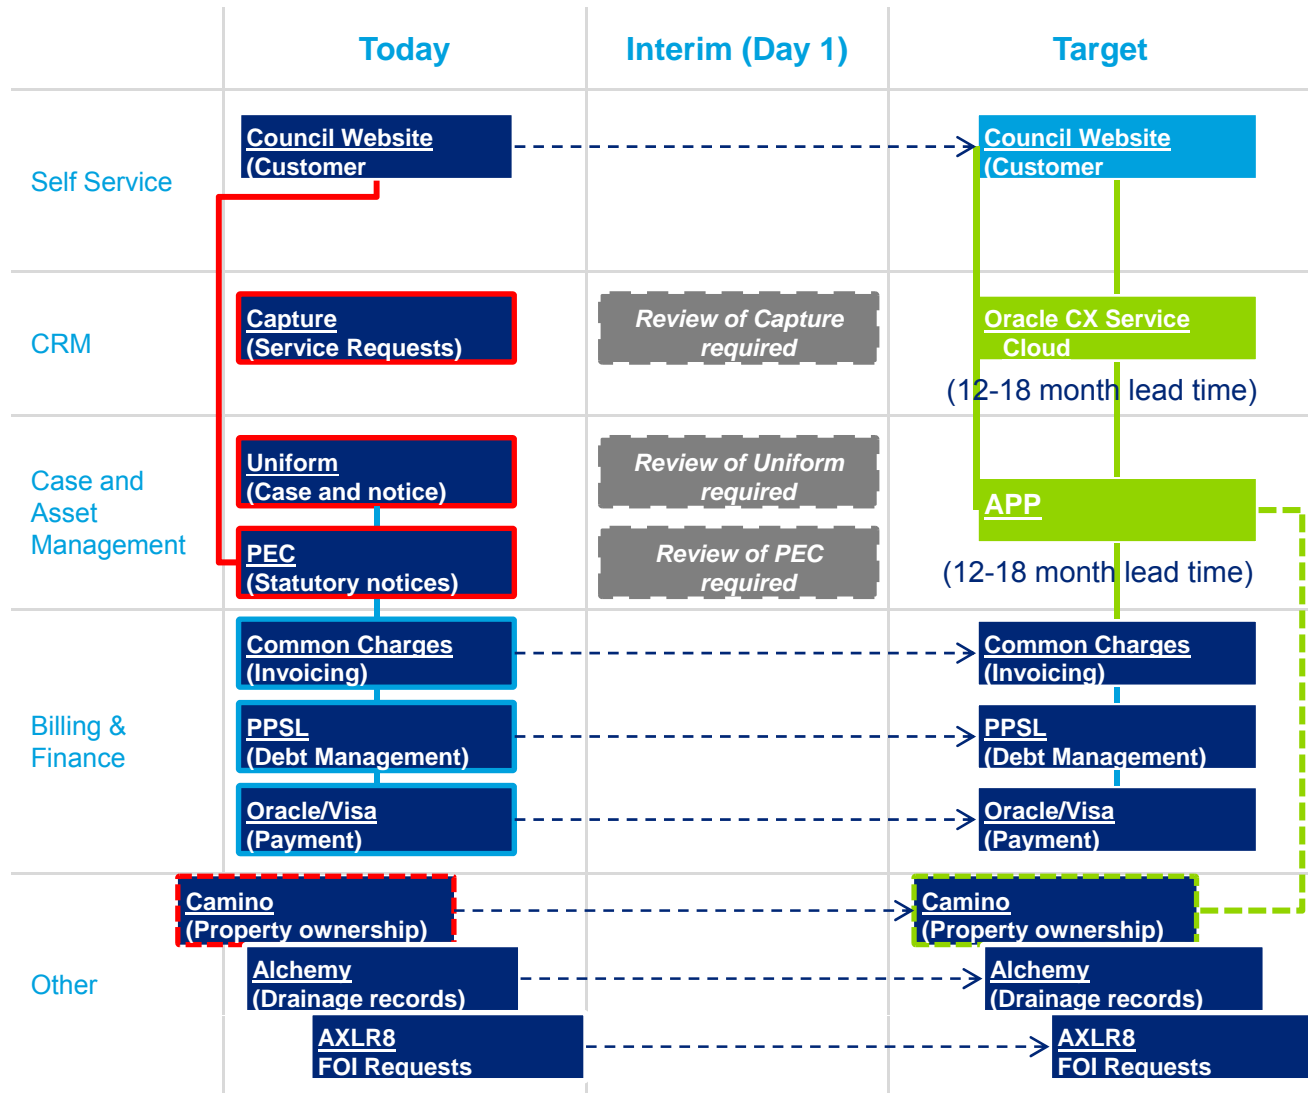 Today
Interim (Day 1)
Target
Self Service
Council Website
(Customer
Council Website
(Customer
CRM
Capture
(Service Requests)
Review of Capture
required
Oracle CX Service
Cloud
(12-18 month lead time)
Case and
Asset
Management
Uniform
(Case and notice)
Review of Uniform
required
APP
PEC
(Statutory notices)
Review of PEC
required
(12-18 month lead time)
Billing &
Finance
Common Charges
(Invoicing)
Common Charges
(Invoicing)
PPSL
(Debt Management)
PPSL
(Debt Management)
Oracle/Visa
(Payment)
Oracle/Visa
(Payment)
Other
Camino
(Property ownership)
Camino
(Property ownership)
Alchemy
(Drainage records)
Alchemy
(Drainage records)
AXLR8
FOI Requests
AXLR8
FOI Requests